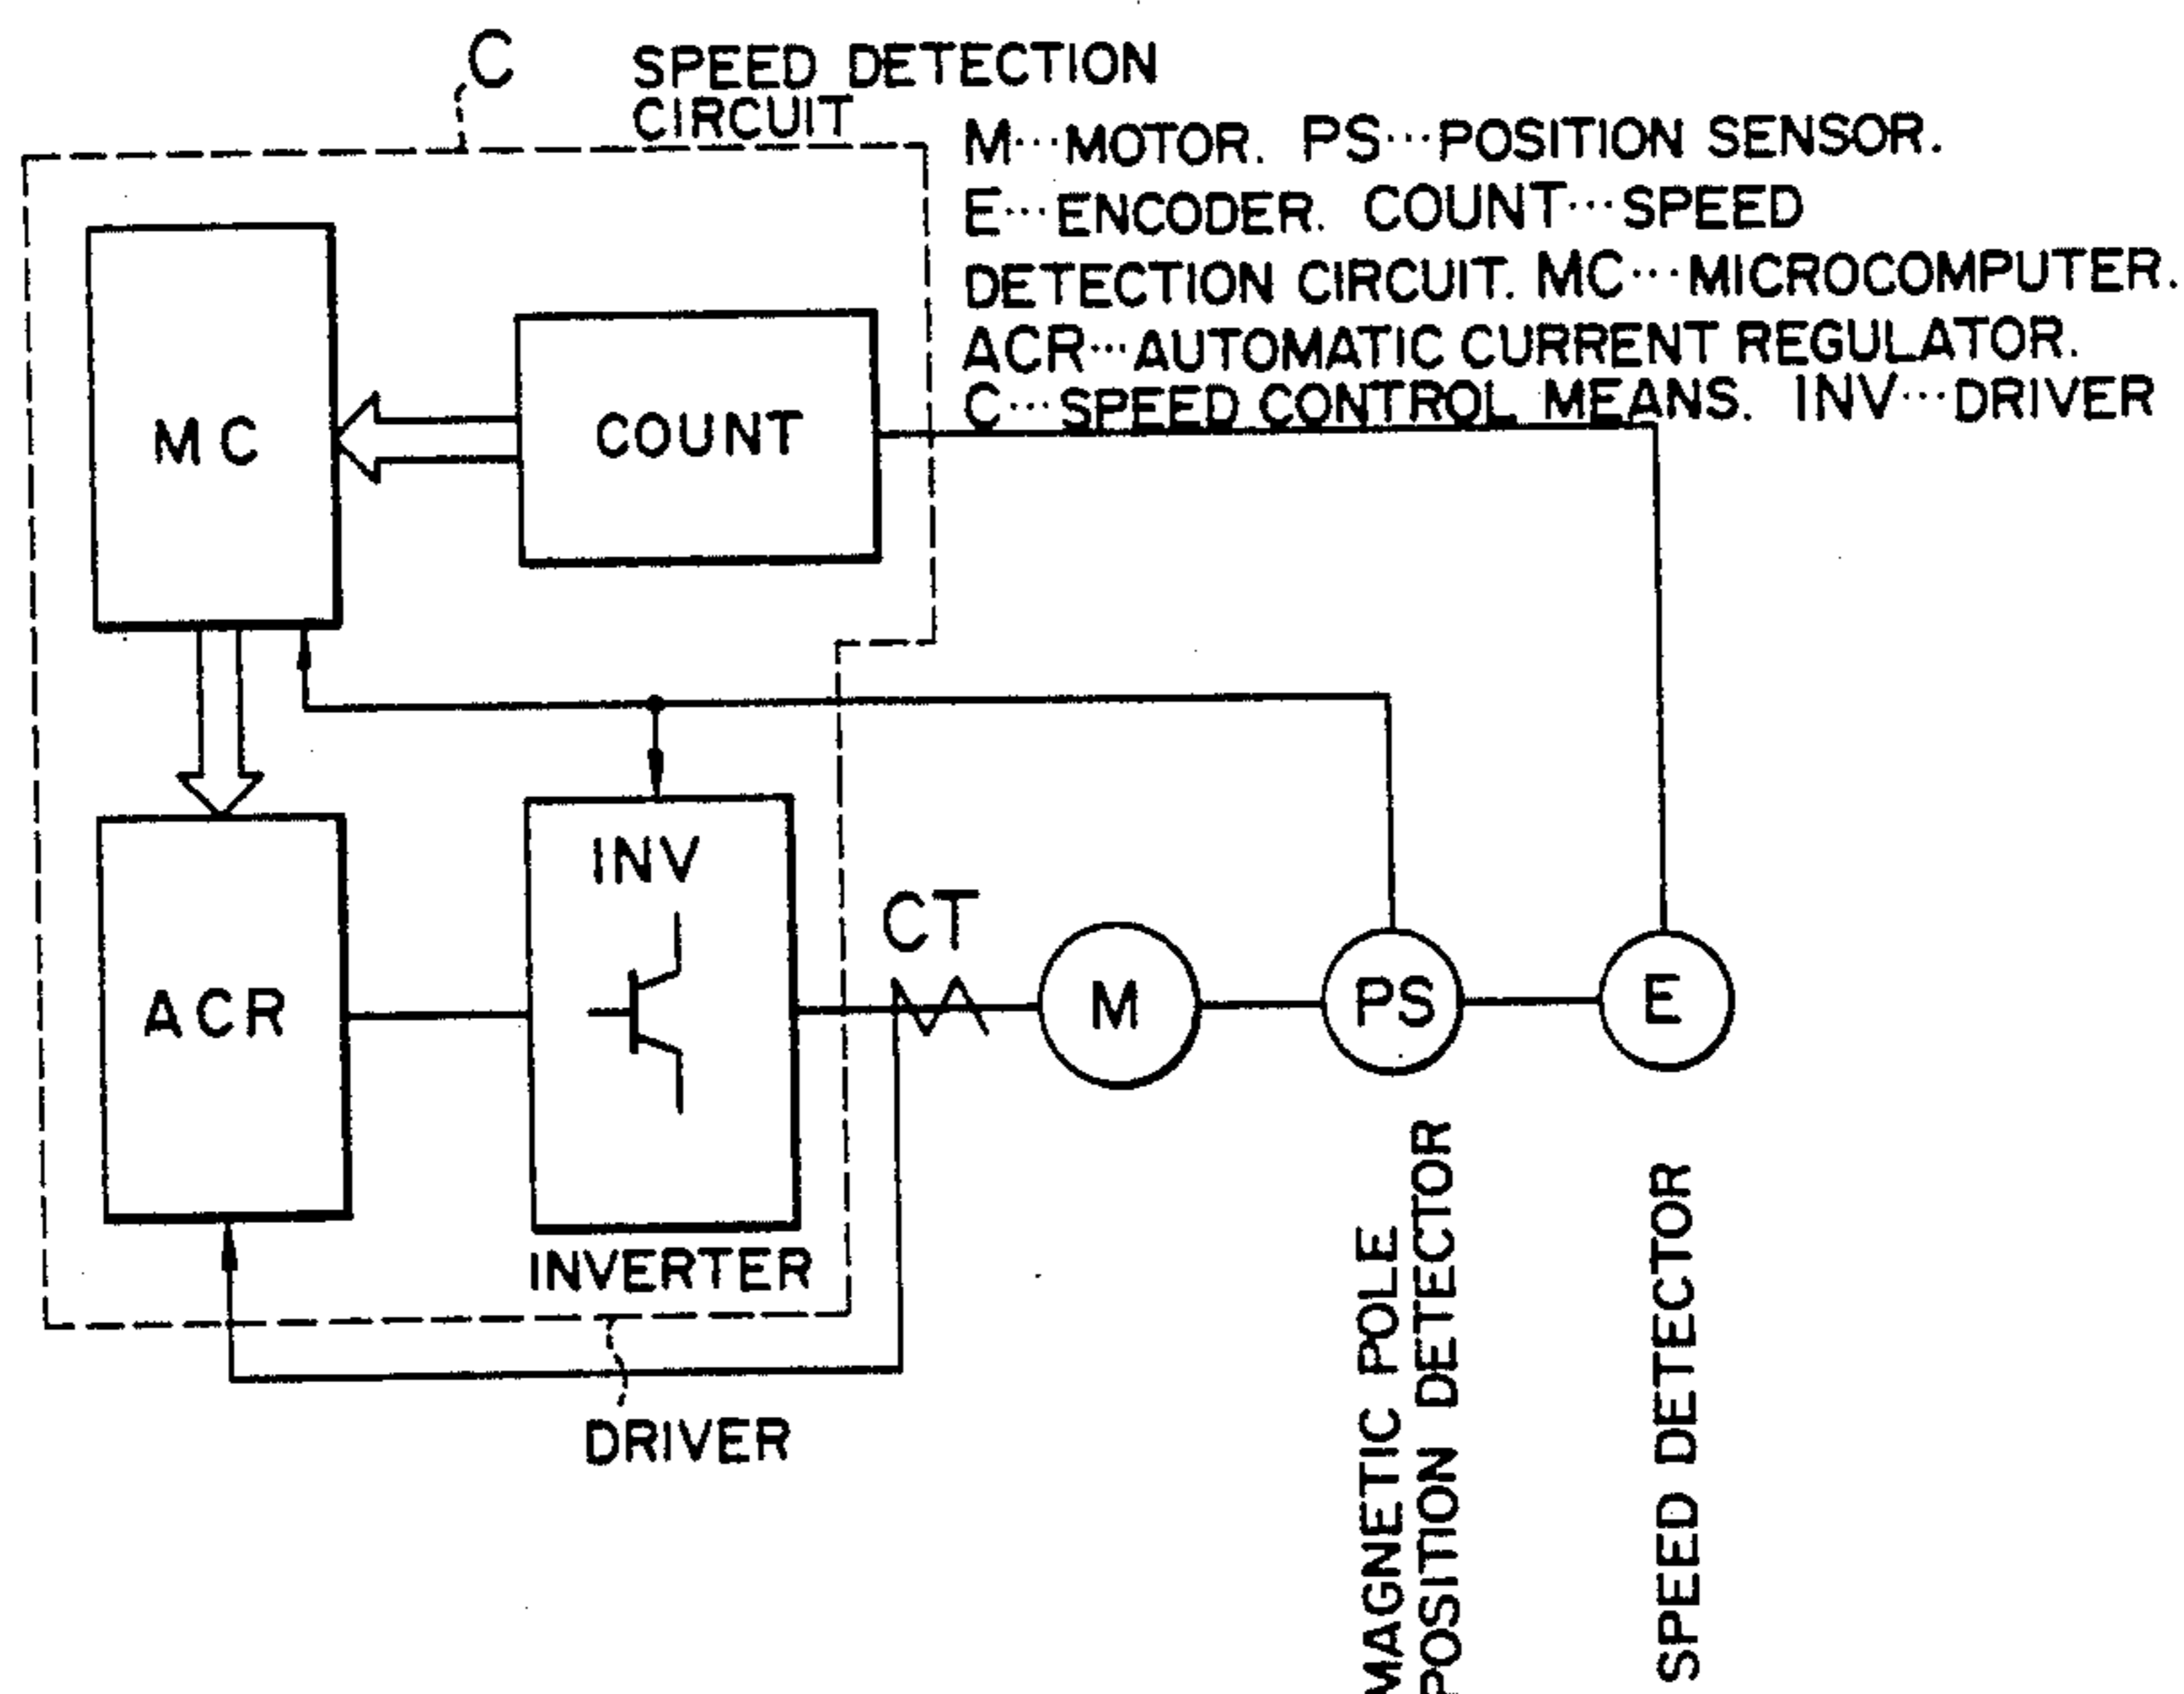 C
SPEED DETECTION
CIRCUIT
M···MOTOR. PS···POSITION SENSOR.
E···ENCODER. COUNT···SPEED
DETECTION CIRCUIT. MC···MICROCOMPUTER.
ACR···AUTOMATIC CURRENT REGULATOR.
C···SPEED CONTROL MEANS. INV···DRIVER
MC
COUNT
INV
CT
ACR
M
PS
E
INVERTER
DRIVER
MAGNETIC POLE
POSITION DETECTOR
SPEED DETECTOR